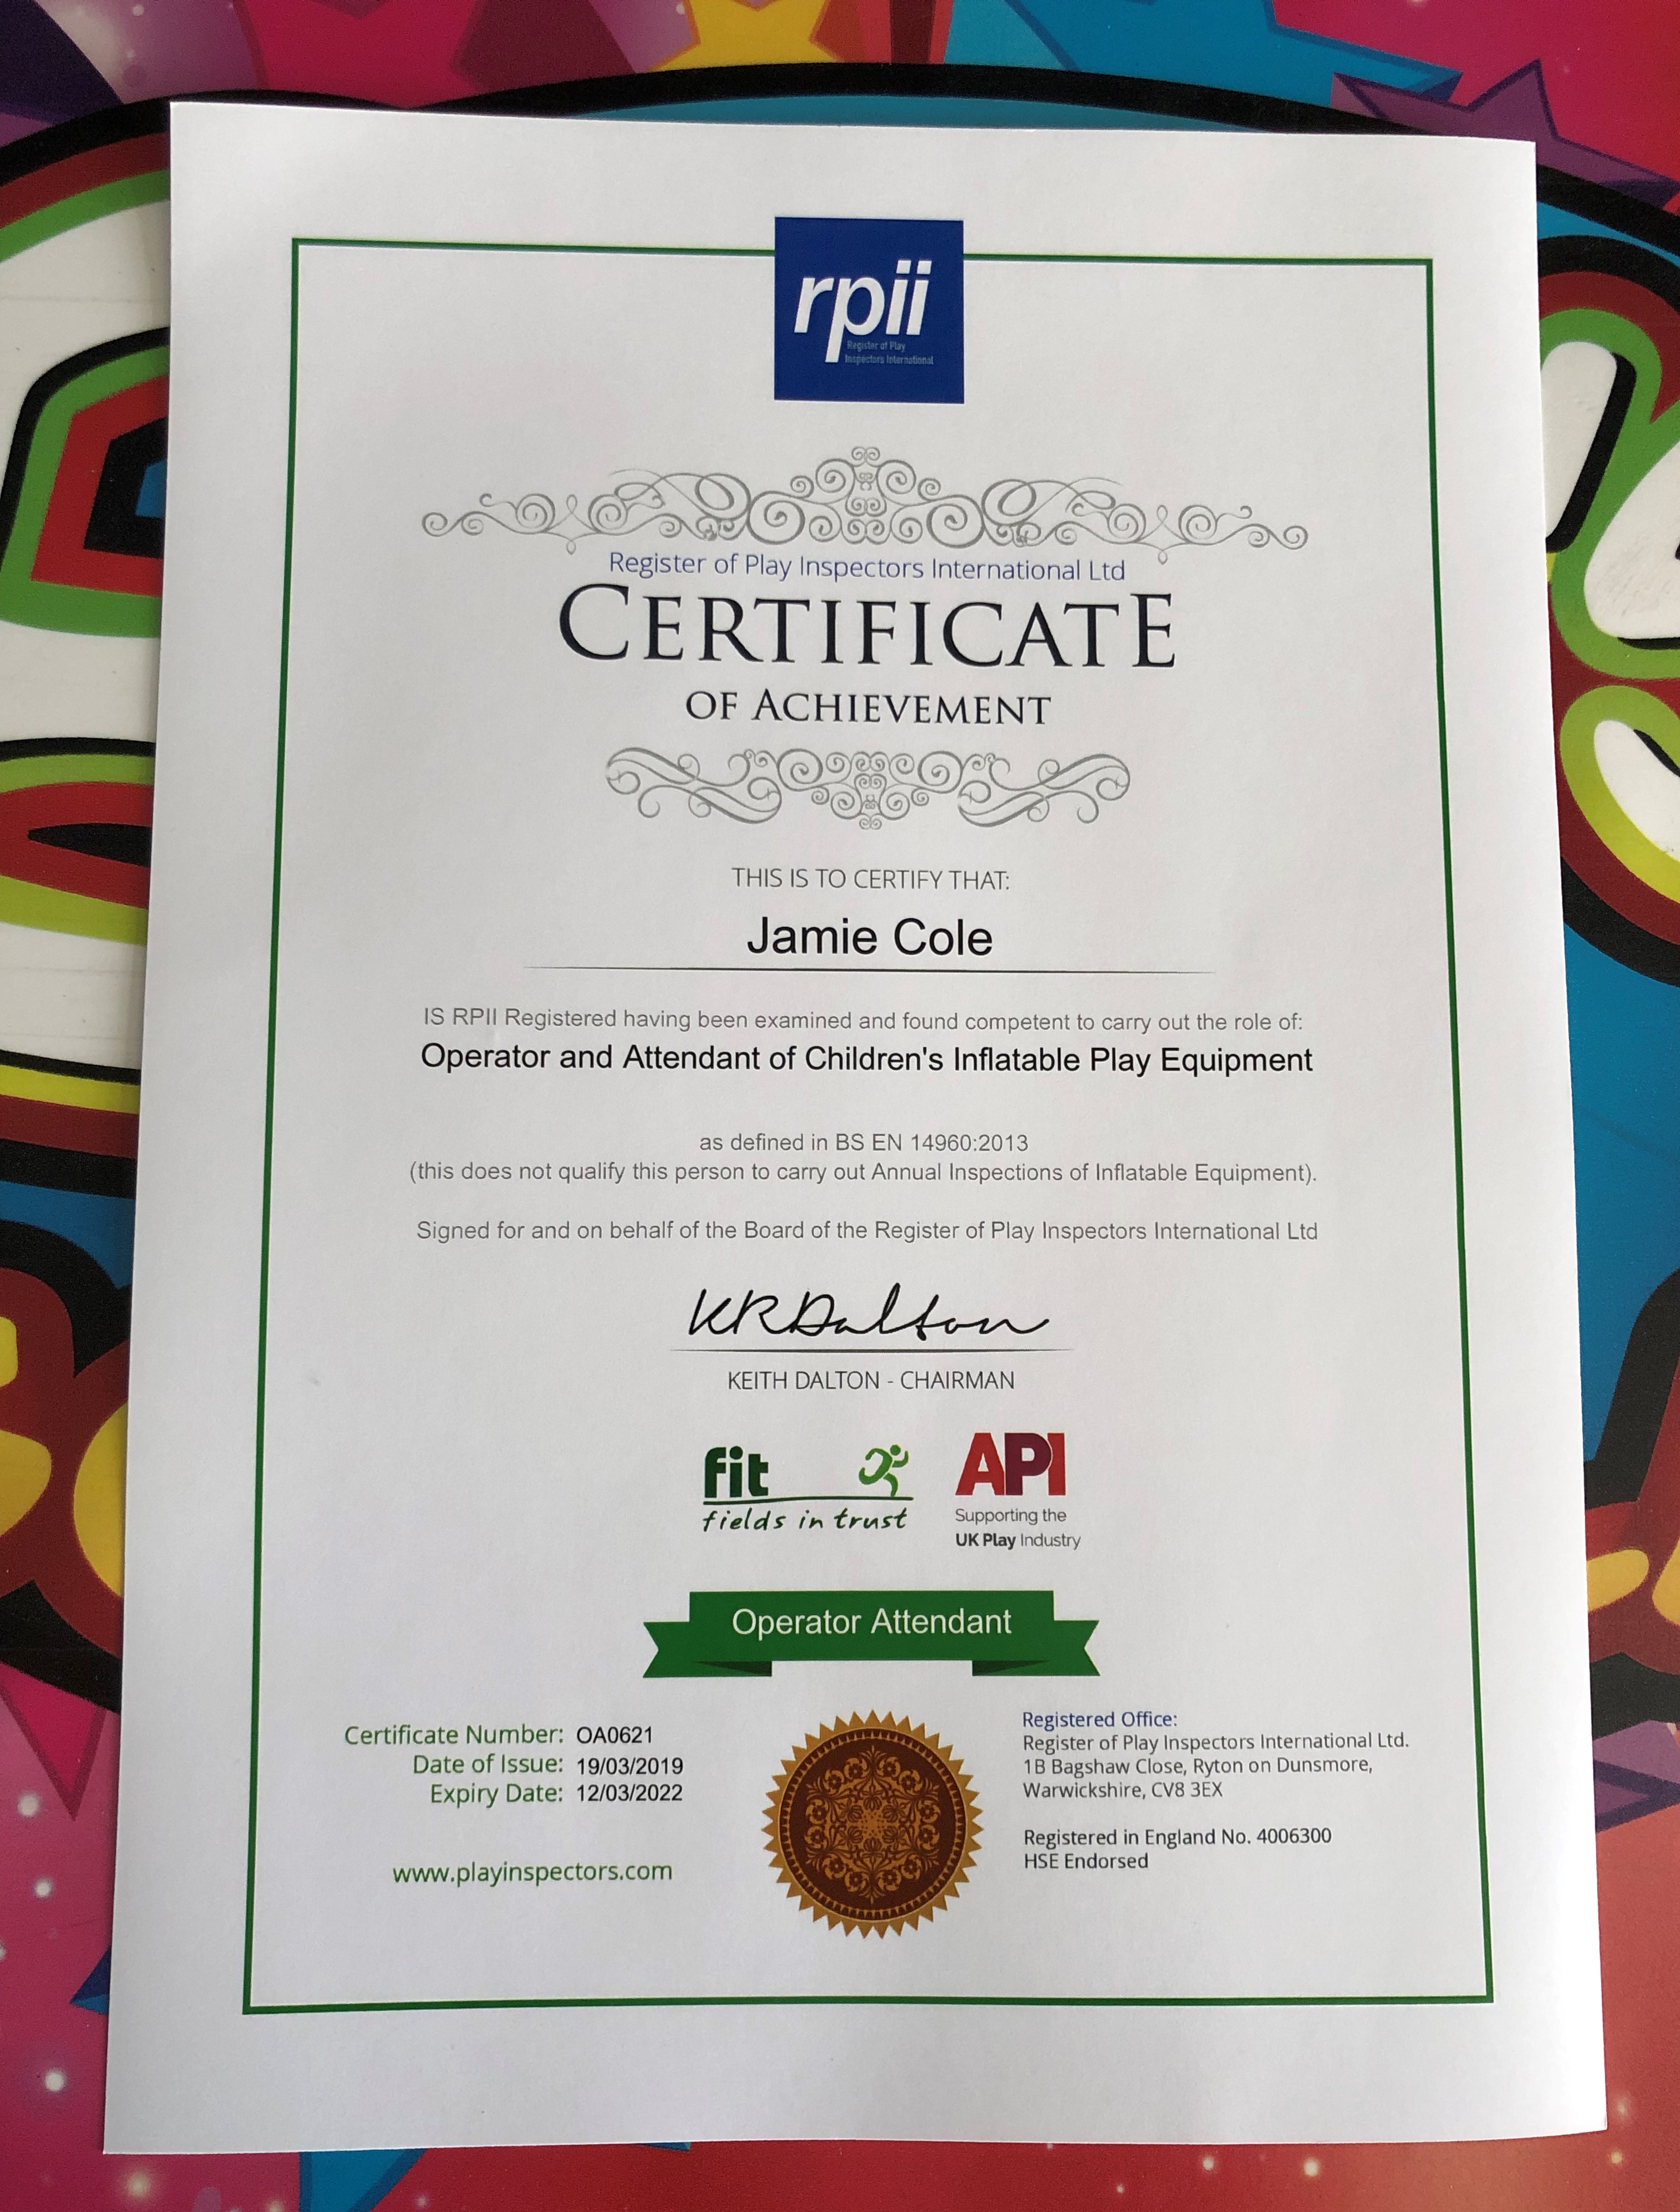 rpii
Register of Play
Inspectors International
Register of Play Inspectors International Ltd
CERTIFICATE
OF ACHIEVEMENT
THIS IS TO CERTIFY THAT:
Jamie Cole
IS RPII Registered having been examined and found competent to carry out the role of:
Operator and Attendant of Children's Inflatable Play Equipment
as defined in BS EN 14960:2013
(this does not qualify this person to carry out Annual Inspections of Inflatable Equipment).
Signed for and on behalf of the Board of the Register of Play Inspectors International Ltd
KRDalton
KEITH DALTON - CHAIRMAN
fit
fields in trust
API
Supporting the
UK Play Industry
Operator Attendant
Certificate Number: OA0621
Date of Issue: 19/03/2019
Expiry Date: 12/03/2022
www.playinspectors.com
Registered Office:
Register of Play Inspectors International Ltd.
1B Bagshaw Close, Ryton on Dunsmore,
Warwickshire, CV8 3EX
Registered in England No. 4006300
HSE Endorsed